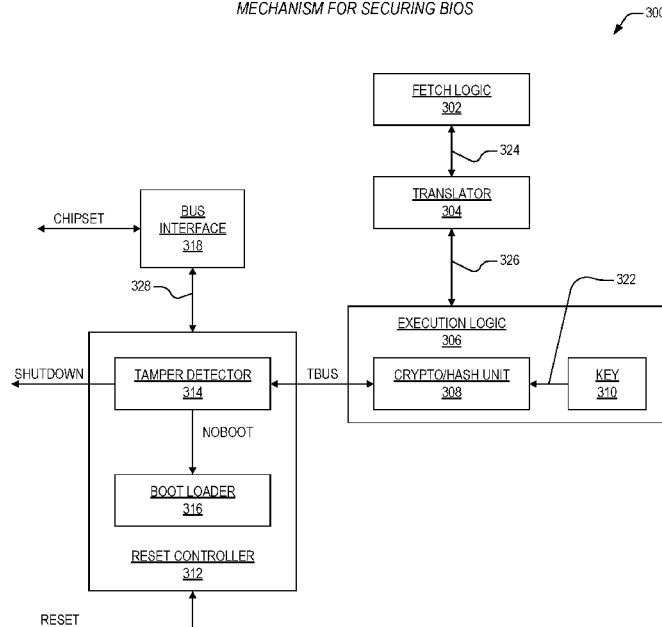 MECHANISM FOR SECURING BIOS
300
FETCH LOGIC
302
324
TRANSLATOR
304
BUS
INTERFACE
318
CHIPSET
326
328
322
EXECUTION LOGIC
306
TAMPER DETECTOR
314
SHUTDOWN
TBUS
CRYPTO/HASH UNIT
308
KEY
310
NOBOOT
BOOT LOADER
316
RESET CONTROLLER
312
RESET